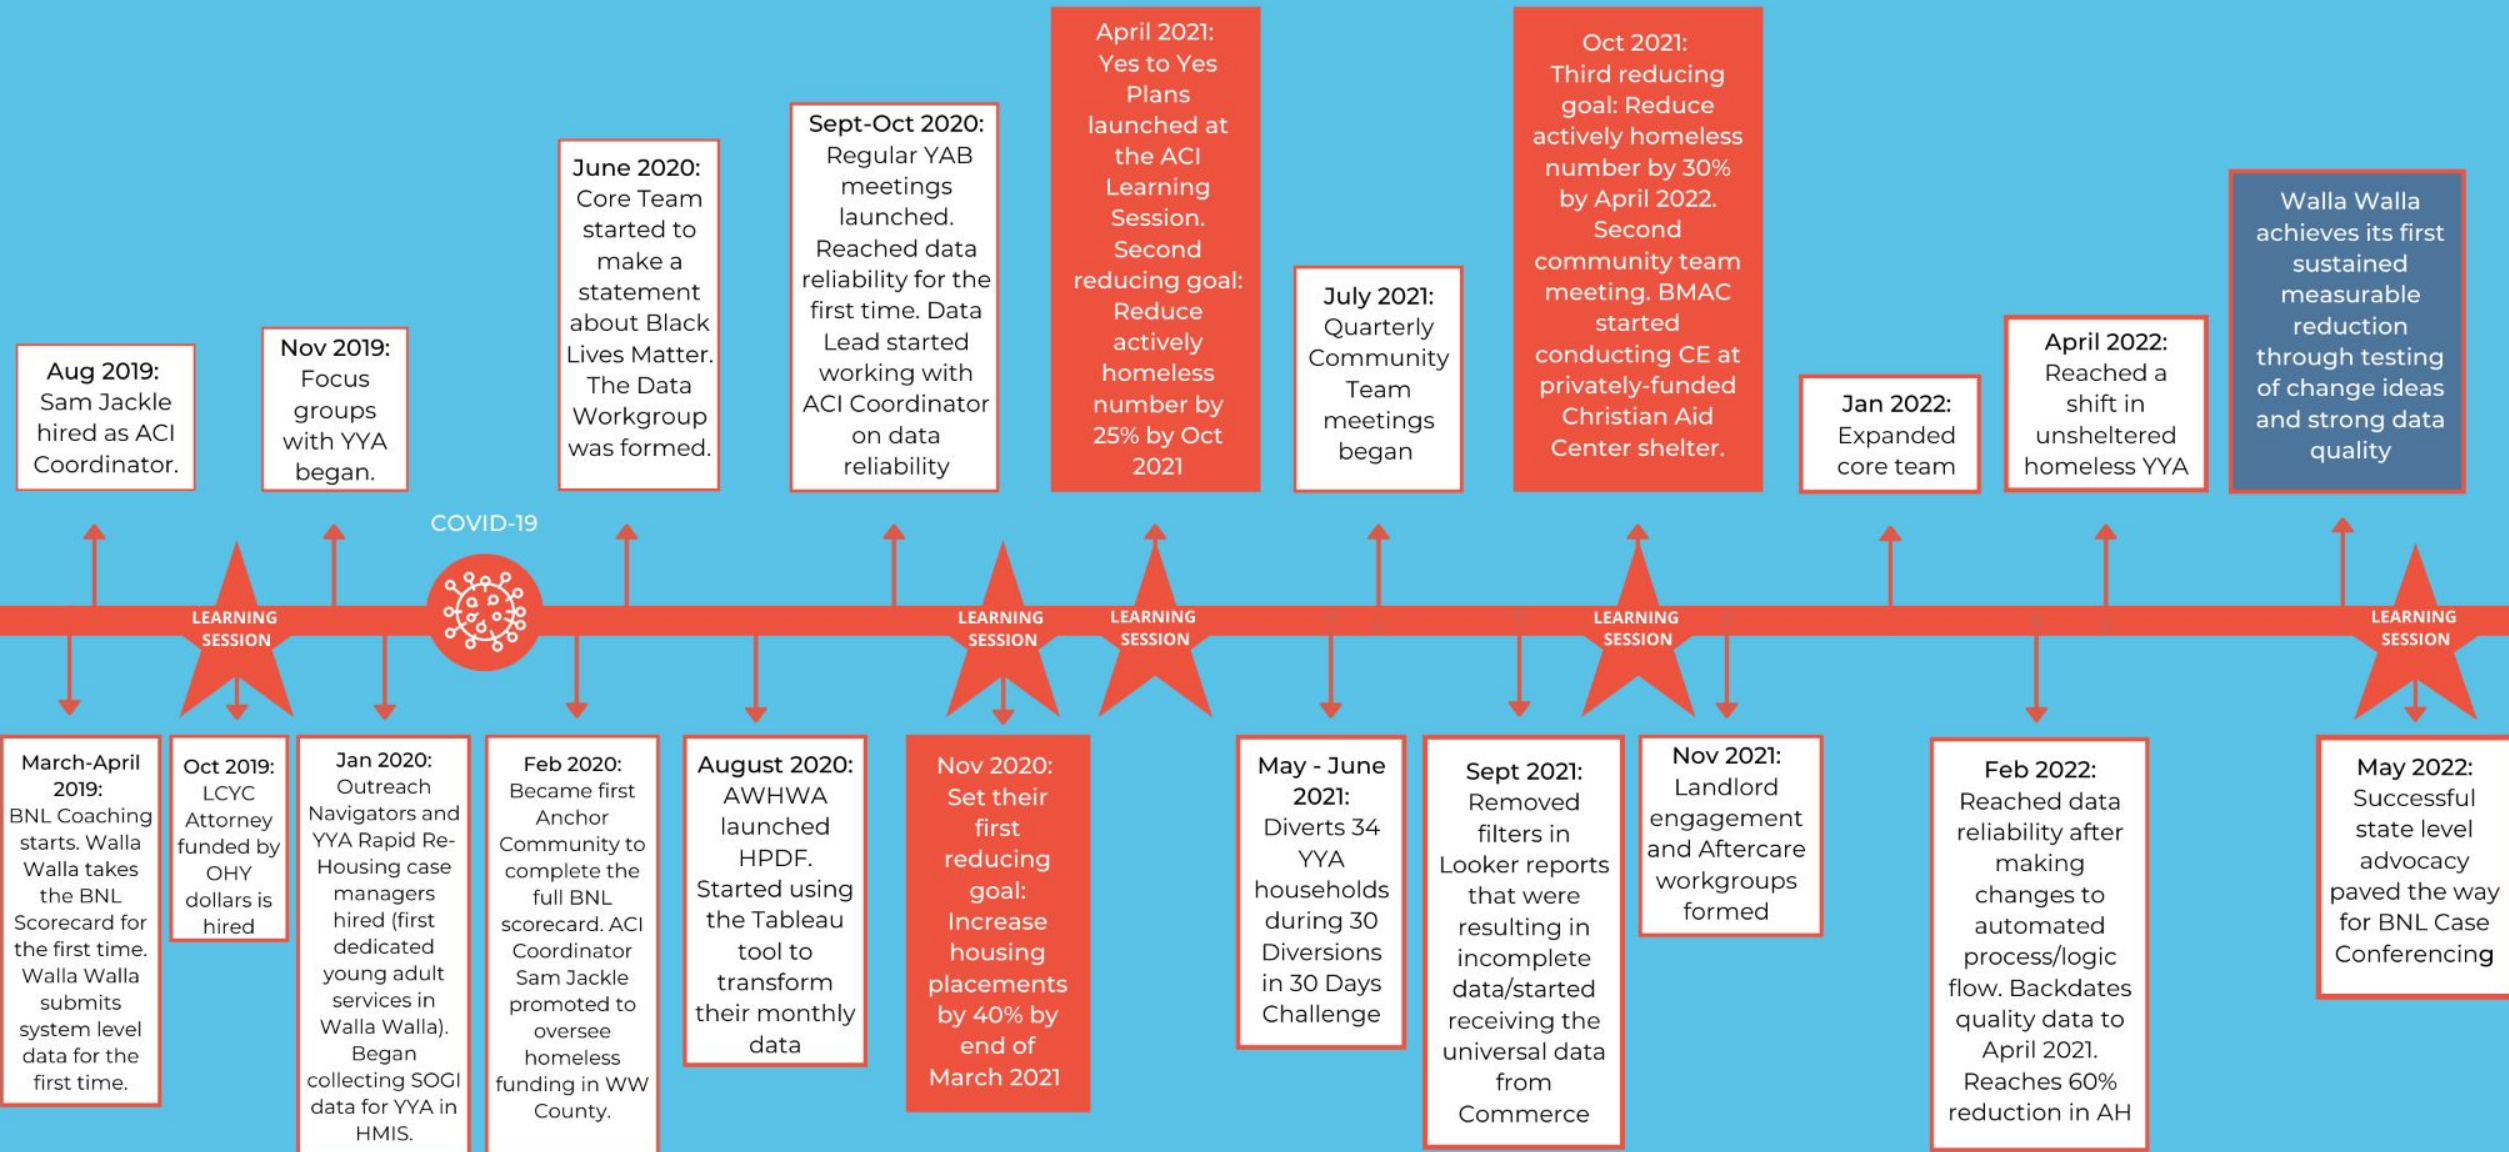 Aug 2019:
Sam Jackle
hired as ACI
Coordinator.
Nov 2019:
Focus
groups
with YYA
began.
June 2020:
Core Team
started to
make a
statement
about Black
Lives Matter.
The Data
Workgroup
was formed.
Sept-Oct 2020:
Regular YAB
meetings
launched.
Reached data
reliability for the
first time. Data
Lead started
working with
ACI Coordinator
on data
reliability
April 2021:
Yes to Yes
Plans
launched at
the ACI
Learning
Session.
Second
reducing goal:
Reduce
actively
homeless
number by
25% by Oct
2021
July 2021:
Quarterly
Community
Team
meetings
began
Oct 2021:
Third reducing
goal: Reduce
actively homeless
number by 30%
by April 2022.
Second
community team
meeting. BMAC
started
conducting CE at
privately-funded
Christian Aid
Center shelter.
Jan 2022:
Expanded
core team
April 2022:
Reached a
shift in
unsheltered
homeless YYA
Walla Walla
achieves its first
sustained
measurable
reduction
through testing
of change ideas
and strong data
quality
COVID-19
LEARNING
SESSION
LEARNING
SESSION
LEARNING
SESSION
LEARNING
SESSION
LEARNING
SESSION
March-April
2019:
BNL Coaching
starts. Walla
Walla takes
the BNL
Scorecard for
the first time.
Walla Walla
submits
system level
data for the
first time.
Oct 2019:
LCYC
Attorney
funded by
OHY
dollars is
hired
Jan 2020:
Outreach
Navigators and
YYA Rapid Re-
Housing case
managers
hired (first
dedicated
young adult
services in
Walla Walla).
Began
collecting SOGI
data for YYA in
HMIS.
Feb 2020:
Became first
Anchor
Community to
complete the
full BNL
scorecard. ACI
Coordinator
Sam Jackle
promoted to
oversee
homeless
funding in WW
County.
August 2020:
AWHWA
launched
HPDF.
Started using
the Tableau
tool to
transform
their monthly
data
Nov 2020:
Set their
first
reducing
goal:
Increase
housing
placements
by 40% by
end of
March 2021
May - June
2021:
Diverts 34
YYA
households
during 30
Diversions
in 30 Days
Challenge
Sept 2021:
Removed
filters in
Looker reports
that were
resulting in
incomplete
data/started
receiving the
universal data
from
Commerce
Nov 2021:
Landlord
engagement
and Aftercare
workgroups
formed
Feb 2022:
Reached data
reliability after
making
changes to
automated
process/logic
flow. Backdates
quality data to
April 2021.
Reaches 60%
reduction in AH
May 2022:
Successful
state level
advocacy
paved the way
for BNL Case
Conferencing